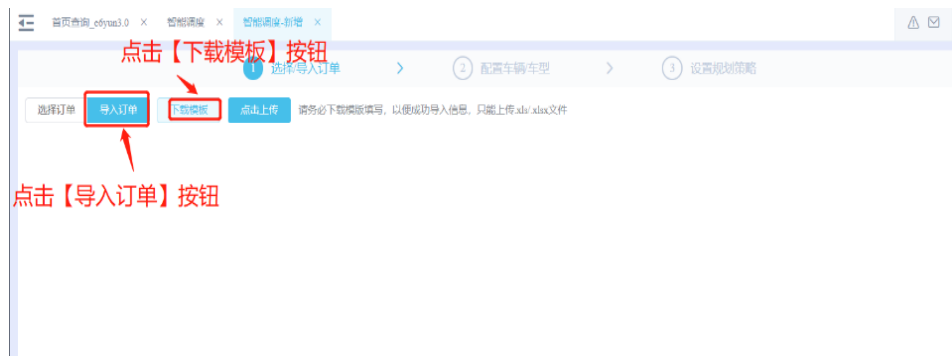 首页查询_e6yun3.0 × 智能调度 × 智能调度-新增 ×
点击【下载模板】按钮
1 选择/导入订单 > 2 配置车辆/车型 > 3 设置规划策略
选择订单 导入订单 下载模板 点击上传 请务必下载模版填写，以便成功导入信息，只能上传.xls/.xlsx文件
点击【导入订单】按钮